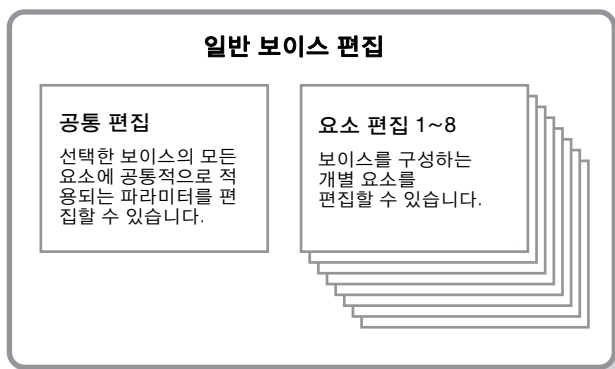 일반 보이스 편집
공통 편집
선택한 보이스의 모든
요소에 공통적으로 적
용되는 파라미터를 편
집할 수 있습니다.
요소 편집 1~8
보이스를 구성하는
개별 요소를
편집할 수 있습니다.